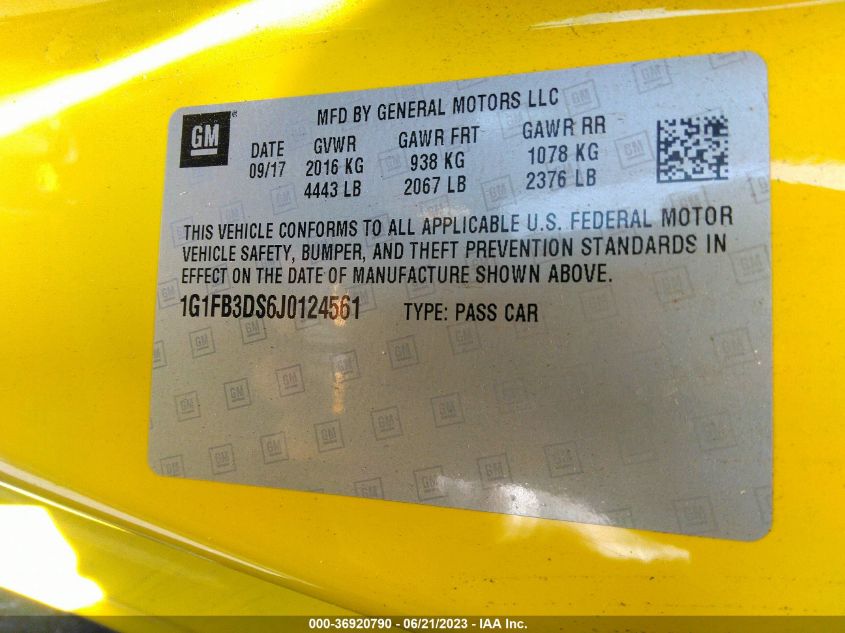 GM
MFD BY GENERAL MOTORS LLC
DATE GVWR GAWR FRT GAWR RR
09/17 2016 KG 938 KG 1078 KG
4443 LB 2067 LB 2376 LB
THIS VEHICLE CONFORMS TO ALL APPLICABLE U.S. FEDERAL MOTOR
VEHICLE SAFETY, BUMPER, AND THEFT PREVENTION STANDARDS IN
EFFECT ON THE DATE OF MANUFACTURE SHOWN ABOVE.
1G1FB3DS6J0124561 TYPE: PASS CAR
000-36920790 - 06/21/2023 - IAA Inc.